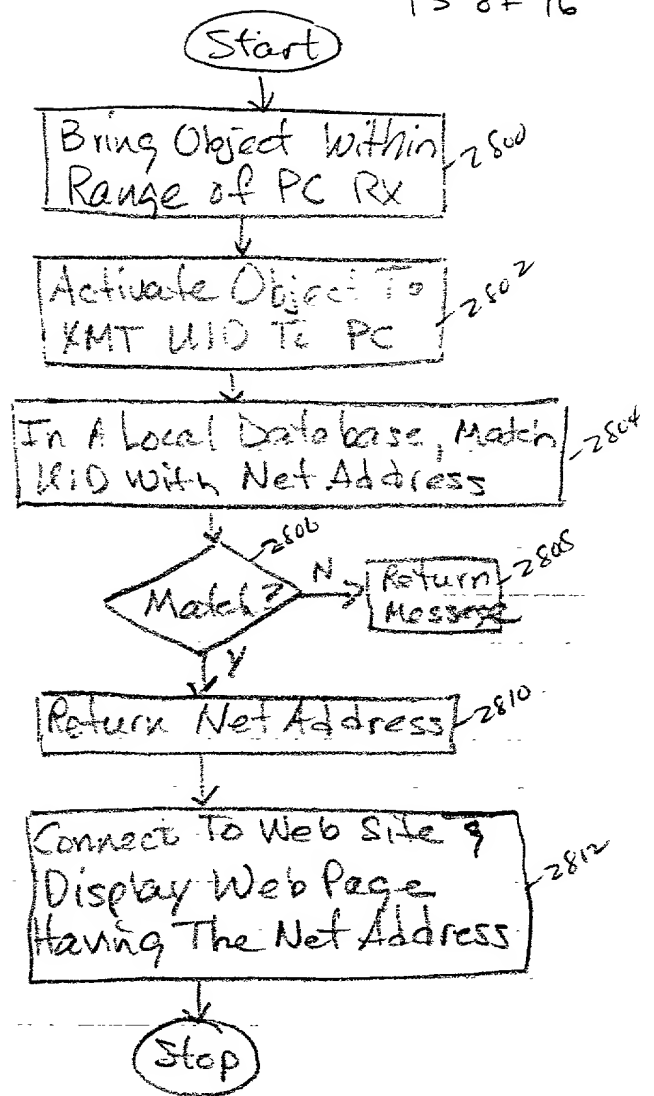 15 of 16
Start
Bring Object Within
Range of PC Rx
2800
Activate Object To
XMT UID To PC
2802
In A Local Database, Match
UID With Net Address
2804
2806
Match?
N
Return
Message
2808
Y
Return Net Address
2810
Connect To Web Site &
Display Web Page
Having The Net Address
2812
Stop